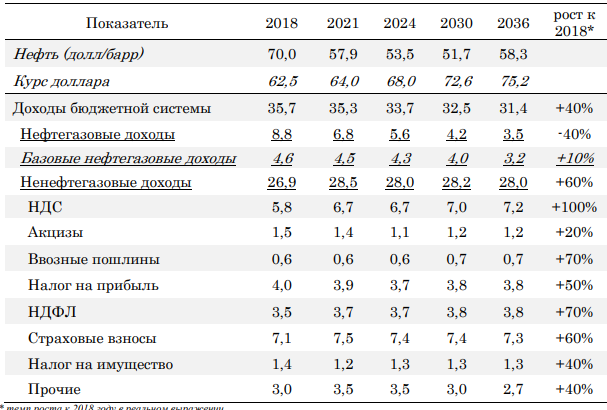 Показатель 2018 2021 2024 2030 2036 рост к 2018*
Нефть (долл/барр) 70,0 57,9 53,5 51,7 58,3
Курс доллара 62,5 64,0 68,0 72,6 75,2
Доходы бюджетной системы 35,7 35,3 33,7 32,5 31,4 +40%
Нефтегазовые доходы 8,8 6,8 5,6 4,2 3,5 -40%
Базовые нефтегазовые доходы 4,6 4,5 4,3 4,0 3,2 +10%
Ненефтегазовые доходы 26,9 28,5 28,0 28,2 28,0 +60%
НДС 5,8 6,7 6,7 7,0 7,2 +100%
Акцизы 1,5 1,4 1,1 1,2 1,2 +20%
Ввозные пошлины 0,6 0,6 0,6 0,7 0,7 +70%
Налог на прибыль 4,0 3,9 3,7 3,8 3,8 +50%
НДФЛ 3,5 3,7 3,7 3,8 3,8 +70%
Страховые взносы 7,1 7,5 7,4 7,4 7,3 +60%
Налог на имущество 1,4 1,2 1,3 1,3 1,3 +40%
Прочие 3,0 3,5 3,5 3,0 2,7 +40%
* темп роста к 2018 году в реальном выражении